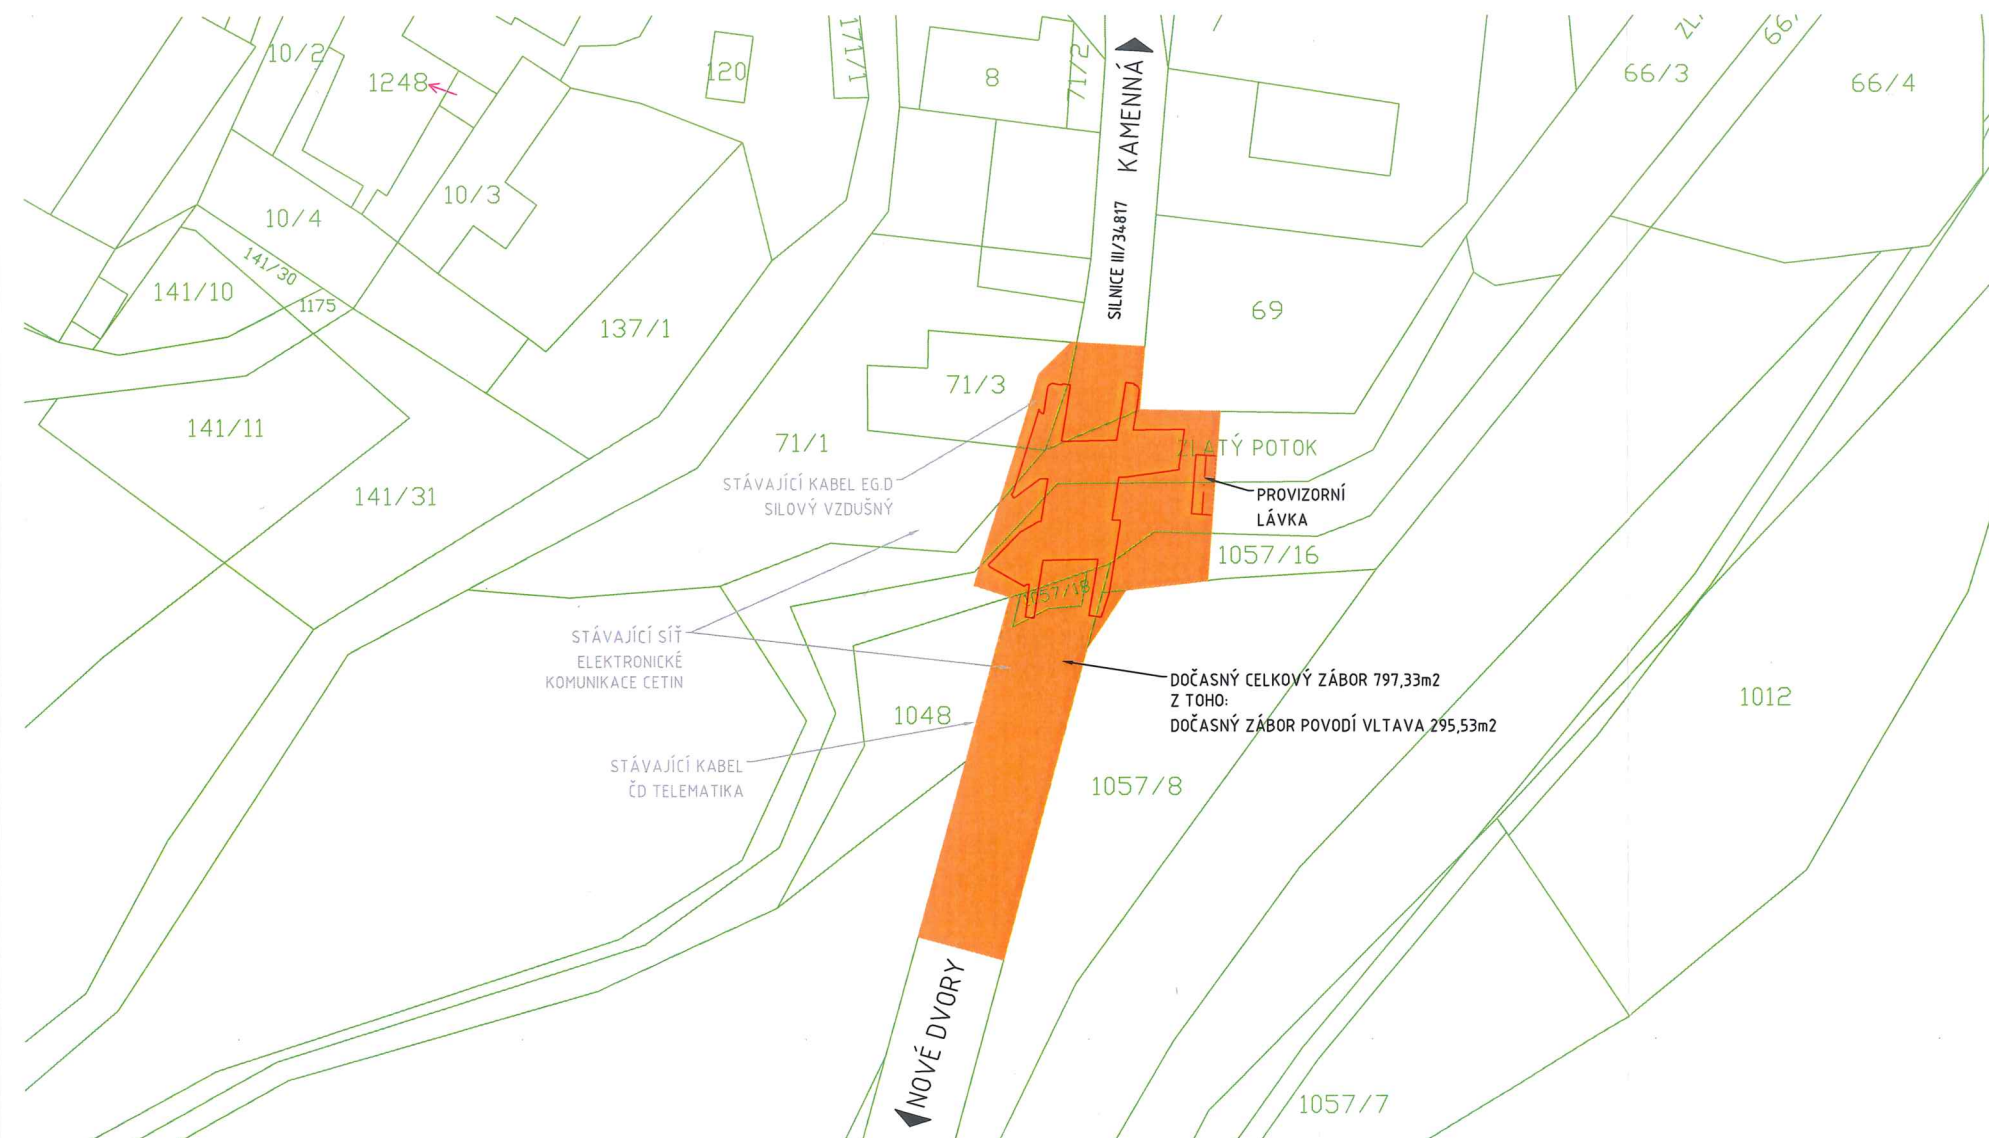 10/2
1248
120
171/1
8
71/2
KAMENNÁ
66/3
66/4
10/3
10/4
141/30
141/10
1175
137/1
SILNICE III/34817
69
71/3
141/11
71/1
ZLATÝ POTOK
141/31
STÁVAJÍCÍ KABEL EG.D
SILOVÝ VZDUŠNÝ
PROVIZORNÍ
LÁVKA
1057/16
1057/18
STÁVAJÍCÍ SÍŤ
ELEKTRONICKÉ
KOMUNIKACE CETIN
DOČASNÝ CELKOVÝ ZÁBOR 797,33m2
Z TOHO:
DOČASNÝ ZÁBOR POVODÍ VLTAVA 295,53m2
1048
1012
STÁVAJÍCÍ KABEL
ČD TELEMATIKA
1057/8
NOVÉ DVORY
1057/7